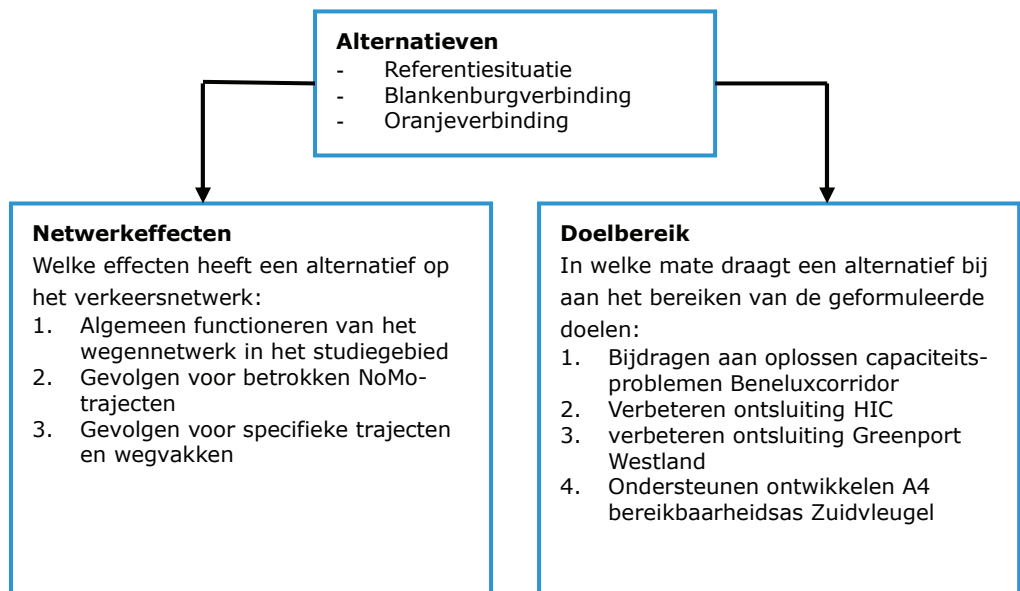 Alternatieven
- Referentiesituatie
- Blankenburgverbinding
- Oranjeverbinding
Netwerkeffecten
Welke effecten heeft een alternatief op
het verkeersnetwerk:
1. Algemeen functioneren van het
wegennetwerk in het studiegebied
2. Gevolgen voor betrokken NoMo-
trajecten
3. Gevolgen voor specifieke trajecten
en wegvakken
Doelbereik
In welke mate draagt een alternatief bij
aan het bereiken van de geformuleerde
doelen:
1. Bijdragen aan oplossen capaciteits-
problemen Beneluxcorridor
2. Verbeteren ontsluiting HIC
3. verbeteren ontsluiting Greenport
Westland
4. Ondersteunen ontwikkelen A4
bereikbaarheidsas Zuidvleugel